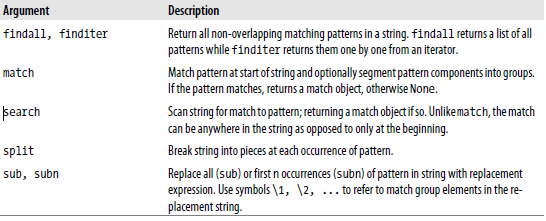 Argument Description
findall, finditer Return all non-overlapping matching patterns in a string. findall returns a list of all
patterns while finditer returns them one by one from an iterator.
match Match pattern at start of string and optionally segment pattern components into groups.
If the pattern matches, returns a match object, otherwise None.
search Scan string for match to pattern; returning a match object if so. Unlike match, the match
can be anywhere in the string as opposed to only at the beginning.
split Break string into pieces at each occurrence of pattern.
sub, subn Replace all (sub) or first n occurrences (subn) of pattern in string with replacement
expression. Use symbols \1, \2, ... to refer to match group elements in the re-
placement string.